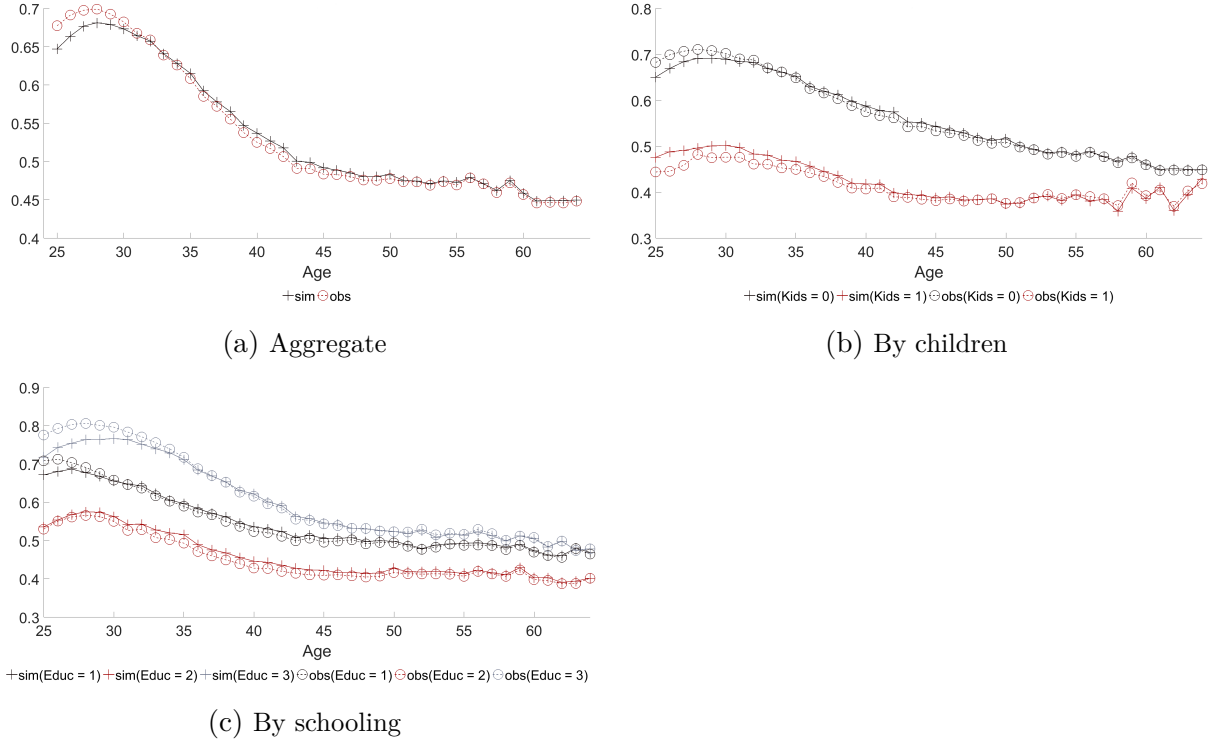 0.7
0.65
0.6
0.55
0.5
0.45
0.4
25 30 35 40 45 50 55 60
Age
sim obs
(a) Aggregate
0.8
0.7
0.6
0.5
0.4
0.3
25 30 35 40 45 50 55 60
Age
sim(Kids = 0) sim(Kids = 1) obs(Kids = 0) obs(Kids = 1)
(b) By children
0.9
0.8
0.7
0.6
0.5
0.4
0.3
25 30 35 40 45 50 55 60
Age
sim(Educ = 1) sim(Educ = 2) sim(Educ = 3) obs(Educ = 1) obs(Educ = 2) obs(Educ = 3)
(c) By schooling